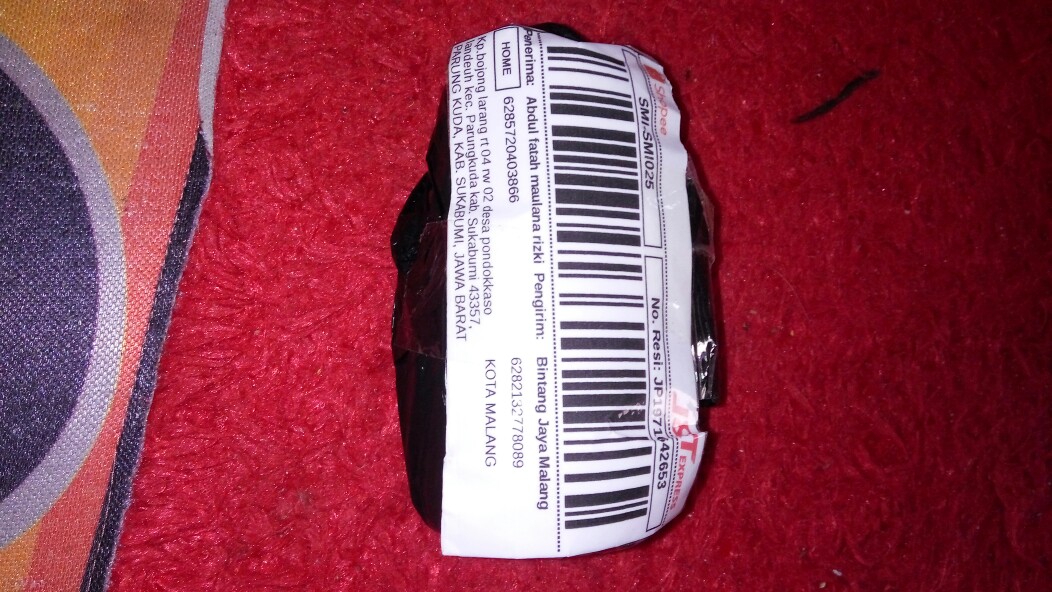 Shopee
J&T EXPRESS
SMI-SMI025
No. Resi: JP1971042653
Penerima: Abdul fatah maulana rizki
Pengirim: Bintang Jaya Malang
HOME
6285720403866
6282132778089
Kp.bojong larang rt 04 rw 02 desa pondokkaso
landeuh kec. Parungkuda kab. Sukabumi 43357,
KOTA MALANG
PARUNG KUDA, KAB. SUKABUMI, JAWA BARAT